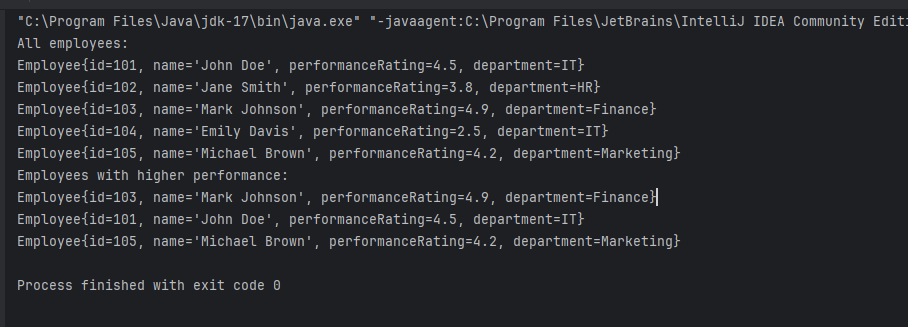 "C:\Program Files\Java\jdk-17\bin\java.exe" "-javaagent:C:\Program Files\JetBrains\IntelliJ IDEA Community Editi
All employees:
Employee{id=101, name='John Doe', performanceRating=4.5, department=IT}
Employee{id=102, name='Jane Smith', performanceRating=3.8, department=HR}
Employee{id=103, name='Mark Johnson', performanceRating=4.9, department=Finance}
Employee{id=104, name='Emily Davis', performanceRating=2.5, department=IT}
Employee{id=105, name='Michael Brown', performanceRating=4.2, department=Marketing}
Employees with higher performance:
Employee{id=103, name='Mark Johnson', performanceRating=4.9, department=Finance}
Employee{id=101, name='John Doe', performanceRating=4.5, department=IT}
Employee{id=105, name='Michael Brown', performanceRating=4.2, department=Marketing}
Process finished with exit code 0